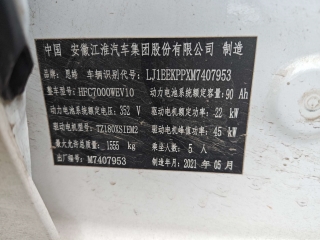 中国 安徽江淮汽车集团股份有限公司 制造
品牌: 思皓 车辆识别代号: LJ1EEKPPXM7407953
整车型号: HFC7000WEV10 动力电池系统额定容量: 90 Ah
动力电池系统额定电压: 352 V 驱动电机额定功率: 22 kW
驱动电机型号: TZ180XSIEM2 驱动电机峰值功率: 45 kW
最大允许总质量: 1555 kg 乘坐人数: 5 人
出厂编号: M7407953 制造年月: 2021 年 05 月